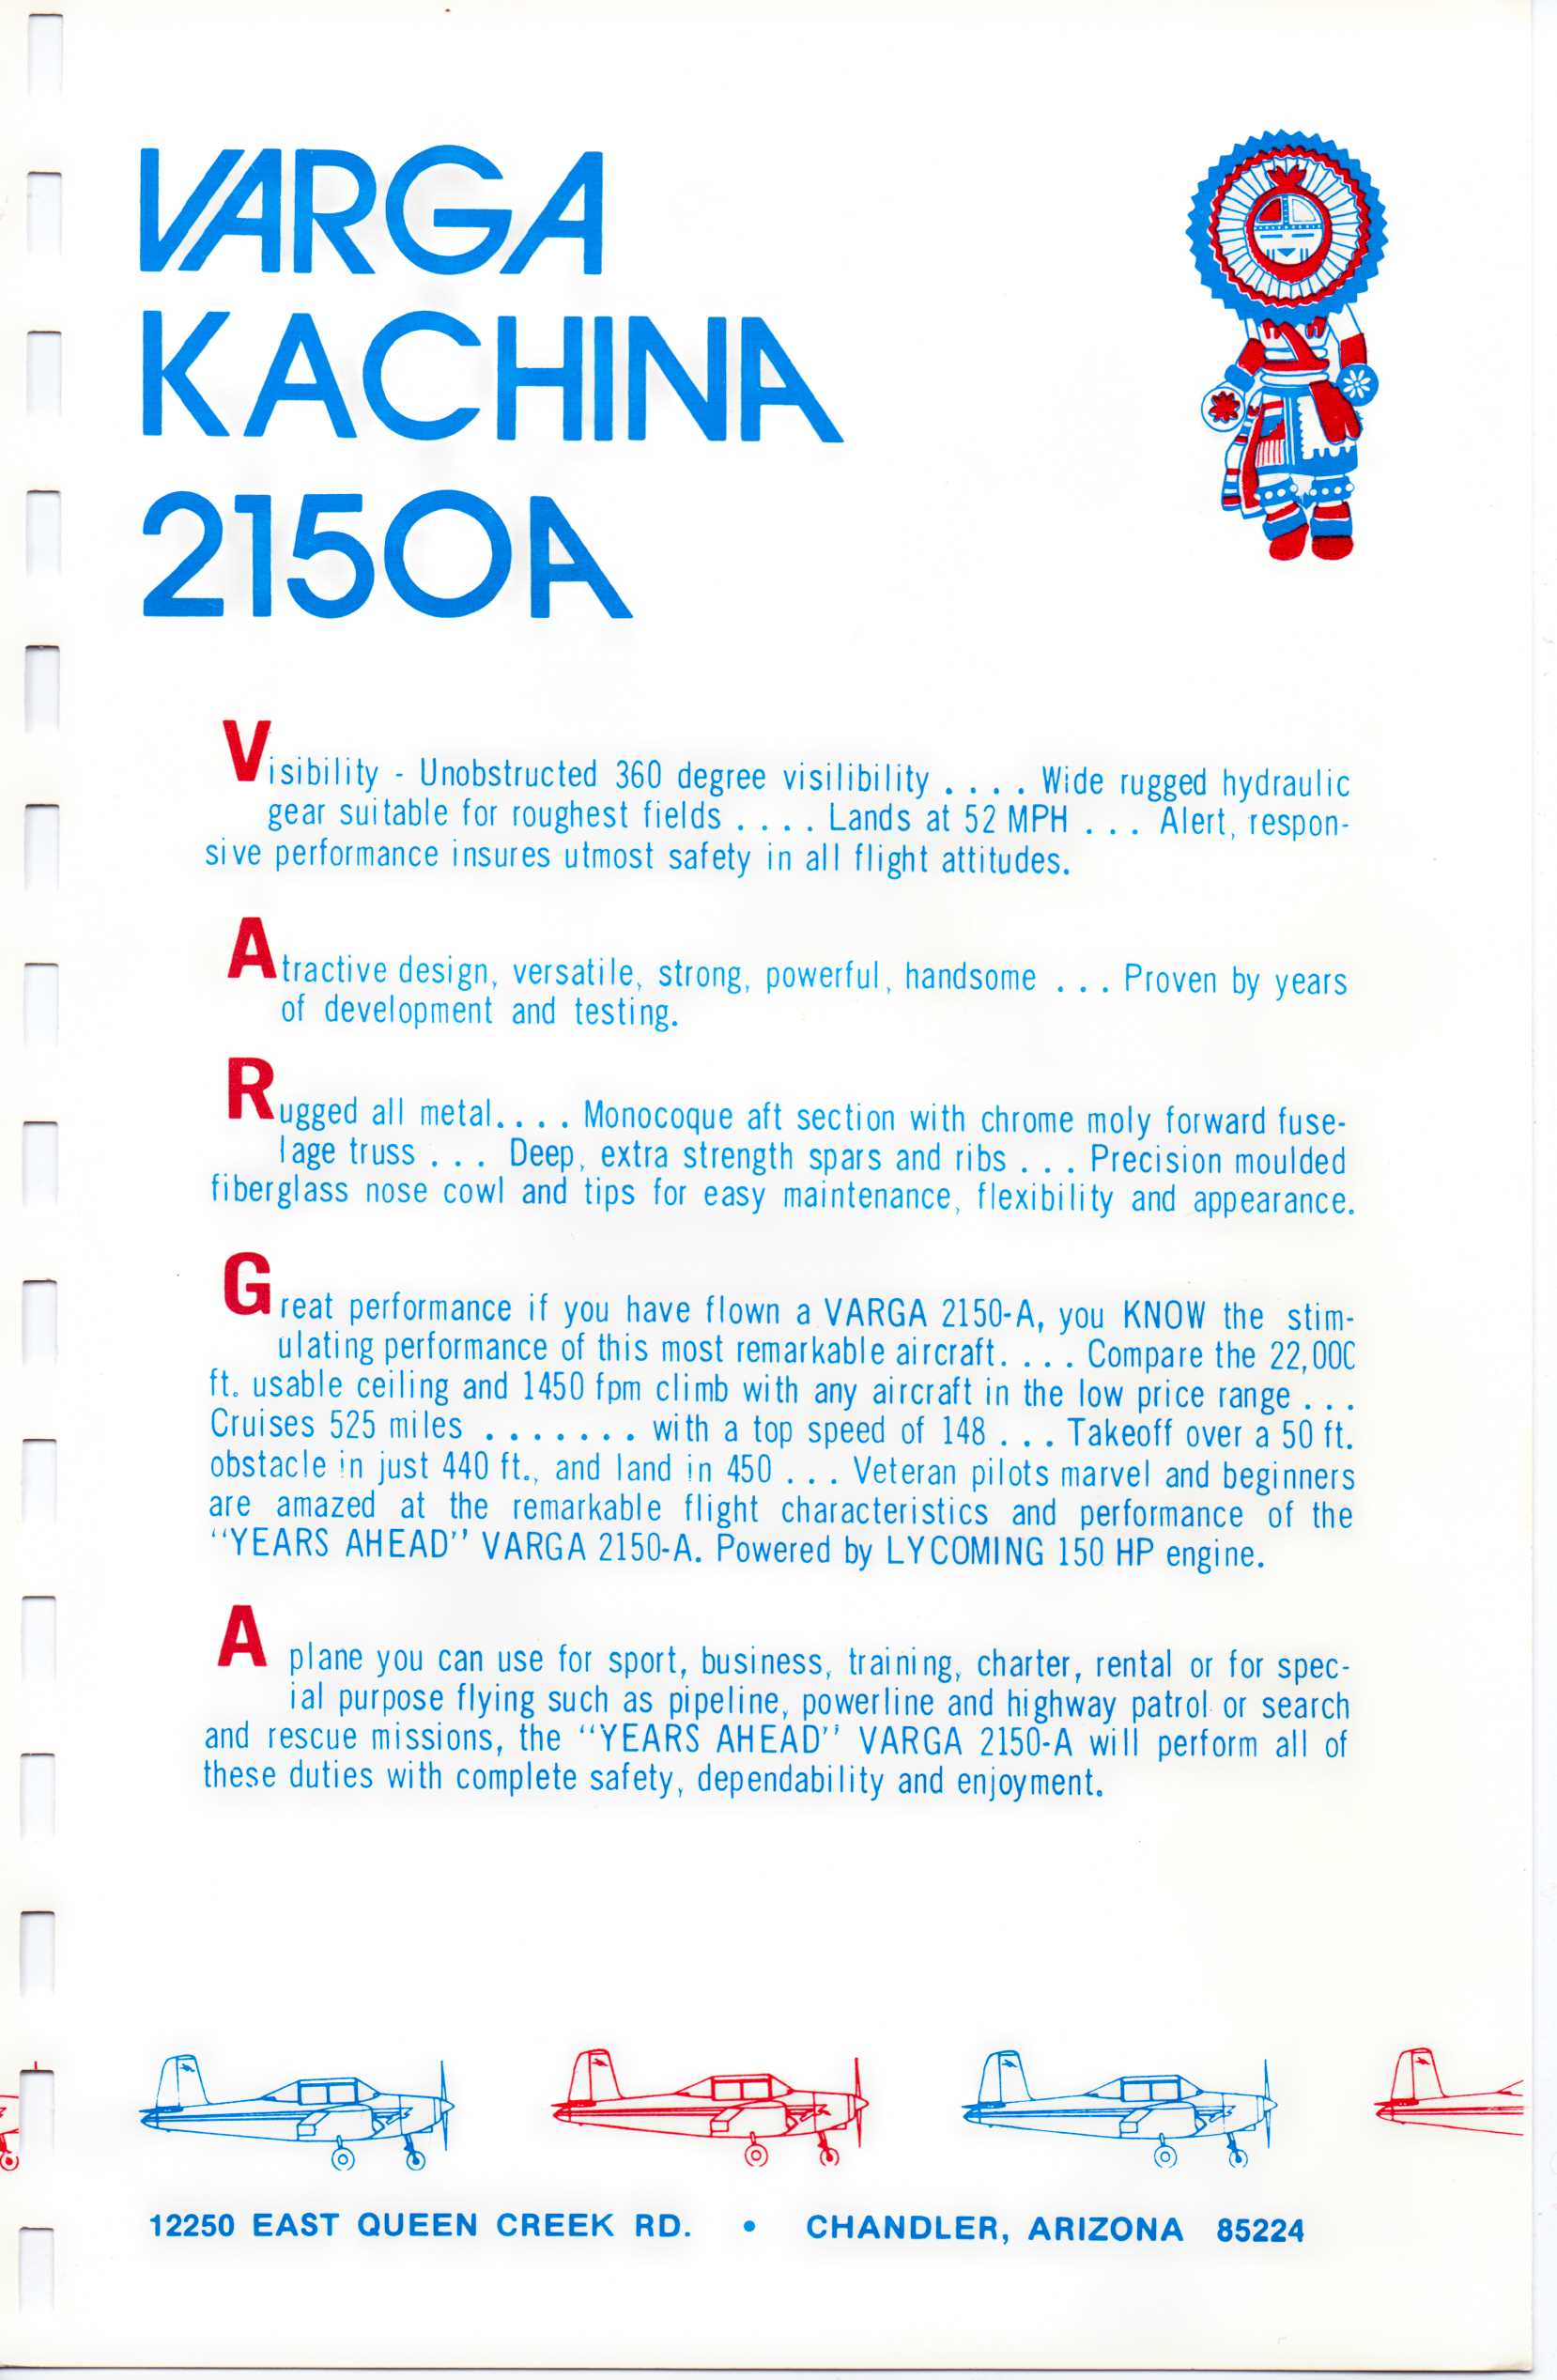 VARGA
KACHINA
2150A
Visibility - Unobstructed 360 degree visilibility . . . . Wide rugged hydraulic
gear suitable for roughest fields . . . . Lands at 52 MPH . . . Alert, respon-
sive performance insures utmost safety in all flight attitudes.
Atractive design, versatile, strong, powerful, handsome . . . Proven by years
of development and testing.
Rugged all metal. . . . Monocoque aft section with chrome moly forward fuse-
lage truss . . . Deep, extra strength spars and ribs . . . Precision moulded
fiberglass nose cowl and tips for easy maintenance, flexibility and appearance.
Great performance if you have flown a VARGA 2150-A, you KNOW the stim-
ulating performance of this most remarkable aircraft. . . . Compare the 22,000
ft. usable ceiling and 1450 fpm climb with any aircraft in the low price range . . .
Cruises 525 miles . . . . . . . with a top speed of 148 . . . Takeoff over a 50 ft.
obstacle in just 440 ft., and land in 450 . . . Veteran pilots marvel and beginners
are amazed at the remarkable flight characteristics and performance of the
"YEARS AHEAD" VARGA 2150-A. Powered by LYCOMING 150 HP engine.
A plane you can use for sport, business, training, charter, rental or for spec-
ial purpose flying such as pipeline, powerline and highway patrol or search
and rescue missions, the "YEARS AHEAD" VARGA 2150-A will perform all of
these duties with complete safety, dependability and enjoyment.
12250 EAST QUEEN CREEK RD. • CHANDLER, ARIZONA 85224